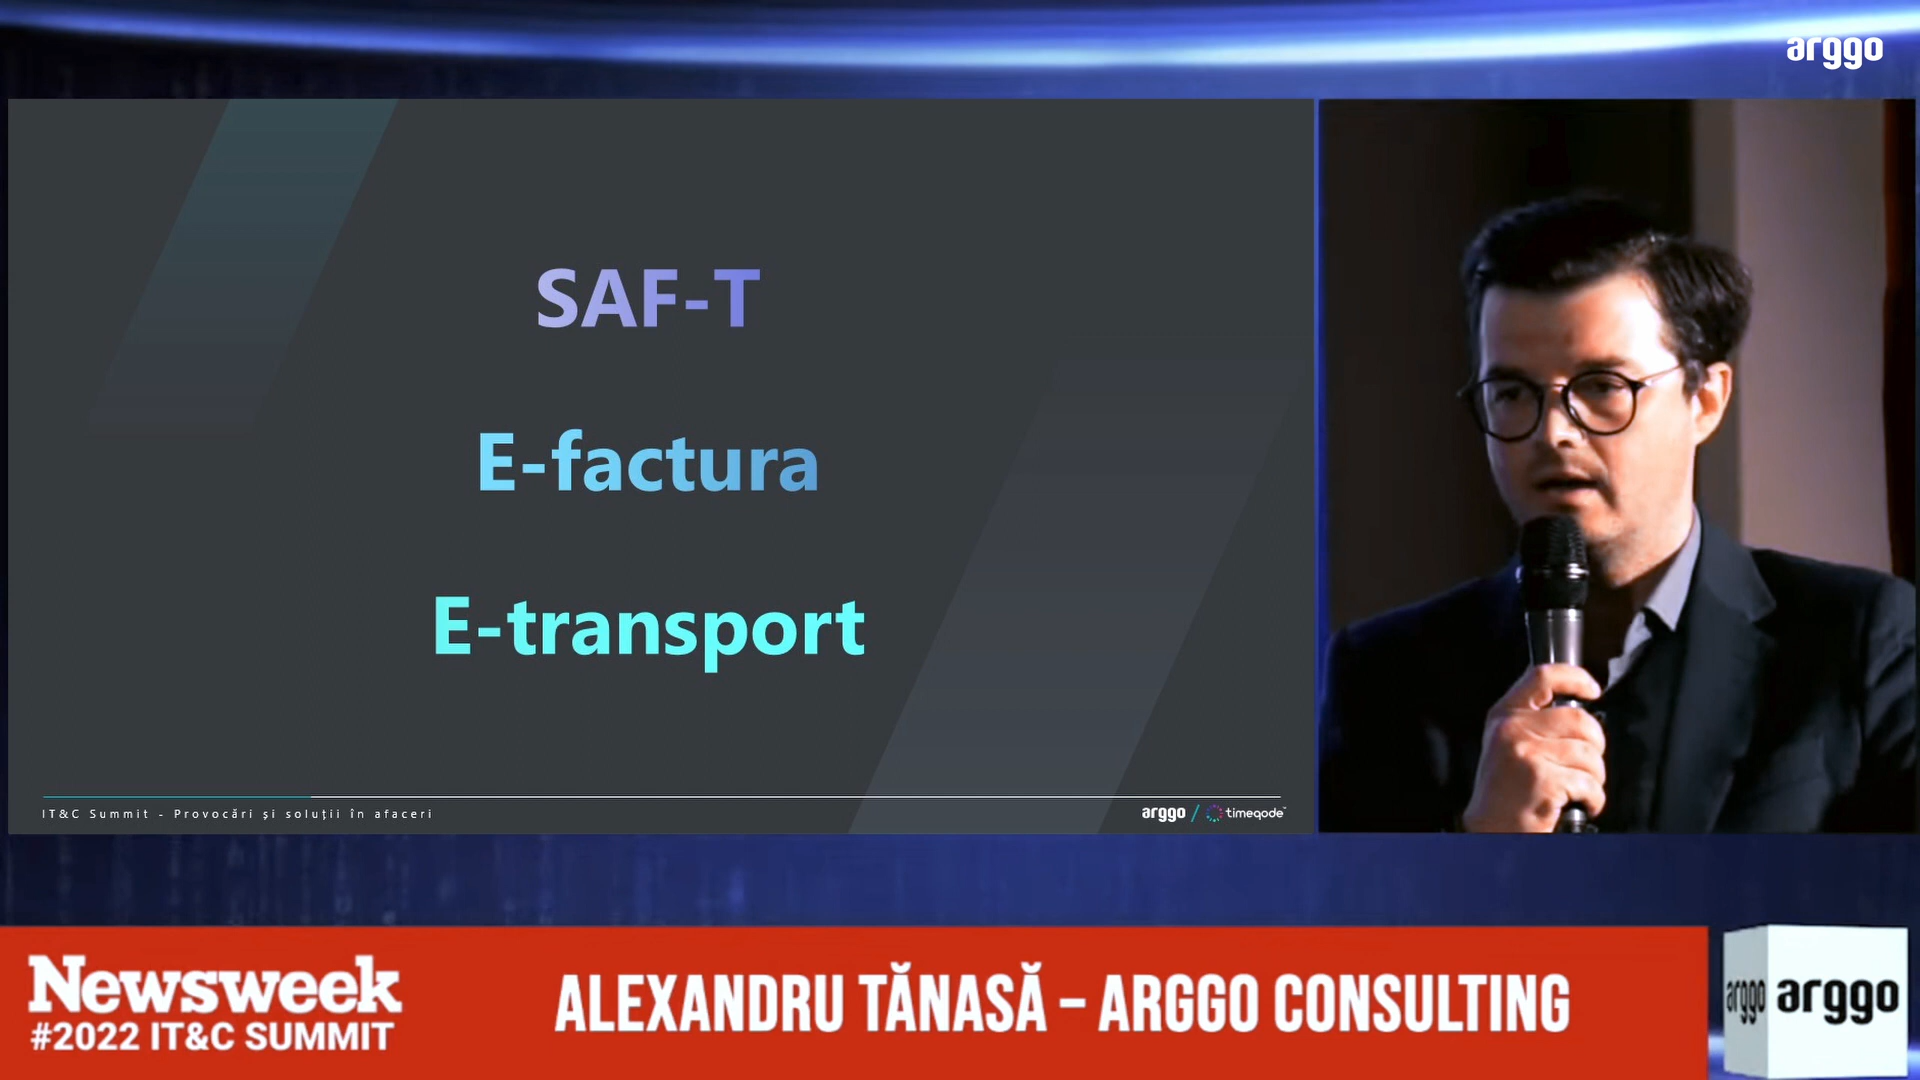 arggo
SAF-T
E-factura
E-transport
IT&C Summit - Provocări și soluții în afaceri
arggo / timeqode
Newsweek
#2022 IT&C SUMMIT
ALEXANDRU TĂNASĂ – ARGGO CONSULTING
arggo
arggo